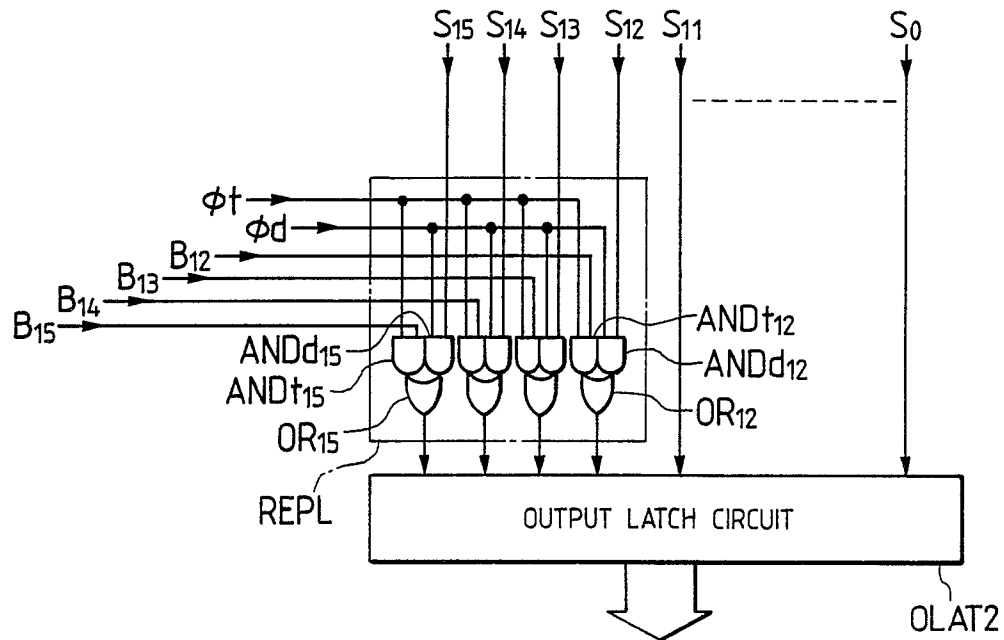 S15 S14 S13 S12 S11 S0
φt
φd
B12
B13
B14
B15
ANDt12
ANDd15
ANDd12
ANDt15
OR12
OR15
REPL
OUTPUT LATCH CIRCUIT
OLAT2